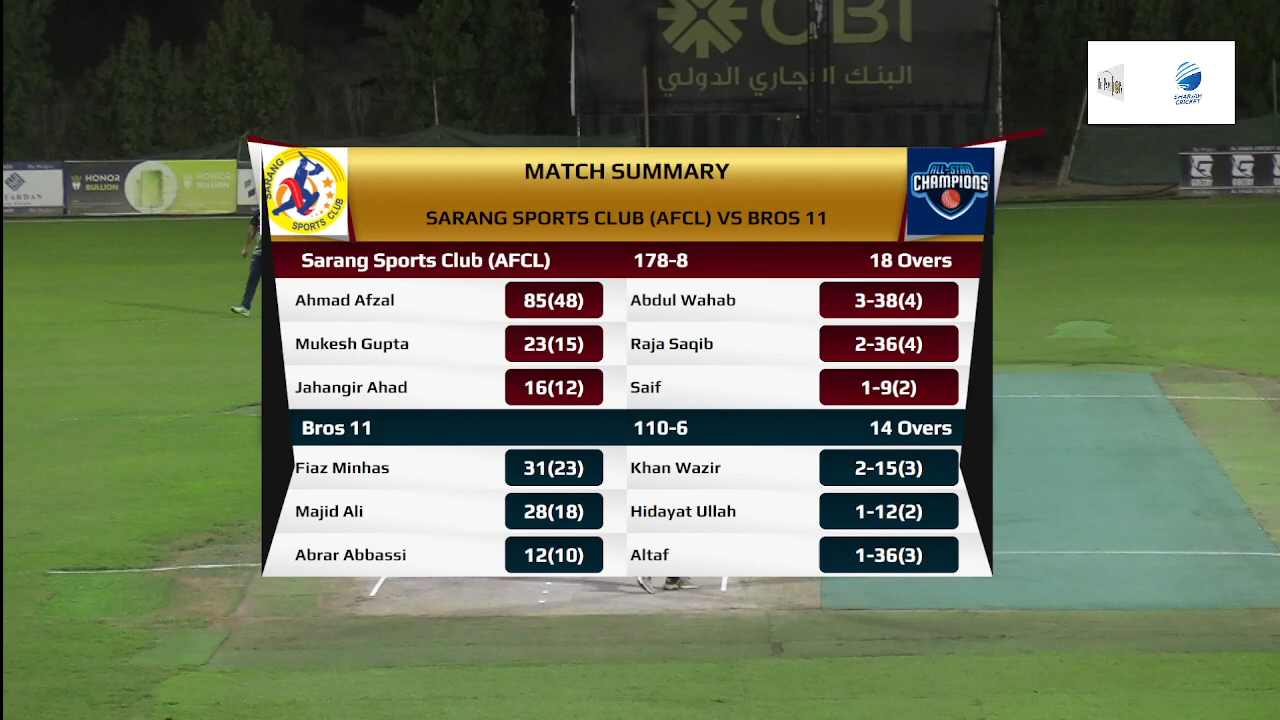 CBI
البنك التجاري الدولي
SHARJAH
CRICKET
HONOR
BULLION
HONOR
BULLION
SARANG
SPORTS CLUB
MATCH SUMMARY
SARANG SPORTS CLUB (AFCL) VS BROS 11
ALL-STAR
CHAMPIONS
Sarang Sports Club (AFCL) 178-8 18 Overs
Ahmad Afzal 85(48) Abdul Wahab 3-38(4)
Mukesh Gupta 23(15) Raja Saqib 2-36(4)
Jahangir Ahad 16(12) Saif 1-9(2)
Bros 11 110-6 14 Overs
Fiaz Minhas 31(23) Khan Wazir 2-15(3)
Majid Ali 28(18) Hidayat Ullah 1-12(2)
Abrar Abbassi 12(10) Altaf 1-36(3)